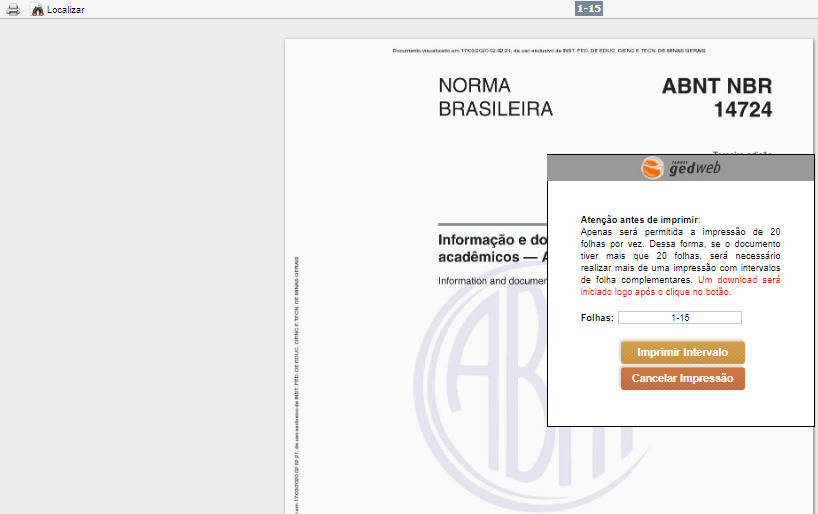 Localizar
1-15
Documento visualizado em 17/03/2020 02:02:21, de uso exclusivo de INST. FED. DE EDUC. CIENC E TECN. DE MINAS GERAIS
NORMA
BRASILEIRA
ABNT NBR
14724
Terceira edição
TARGET
gedweb
Atenção antes de imprimir:
Apenas será permitida a impressão de 20
folhas por vez. Dessa forma, se o documento
tiver mais que 20 folhas, será necessário
realizar mais de uma impressão com intervalos
de folha complementares. Um download será
iniciado logo após o clique no botão.
Folhas: 1-15
Imprimir Intervalo
Cancelar Impressão
Informação e do
acadêmicos — A
Information and documen
em 17/03/2020 02:02:21, de uso exclusivo de INST. FED. DE EDUC. CIENC E TECN. DE MINAS GERAIS
ABNT